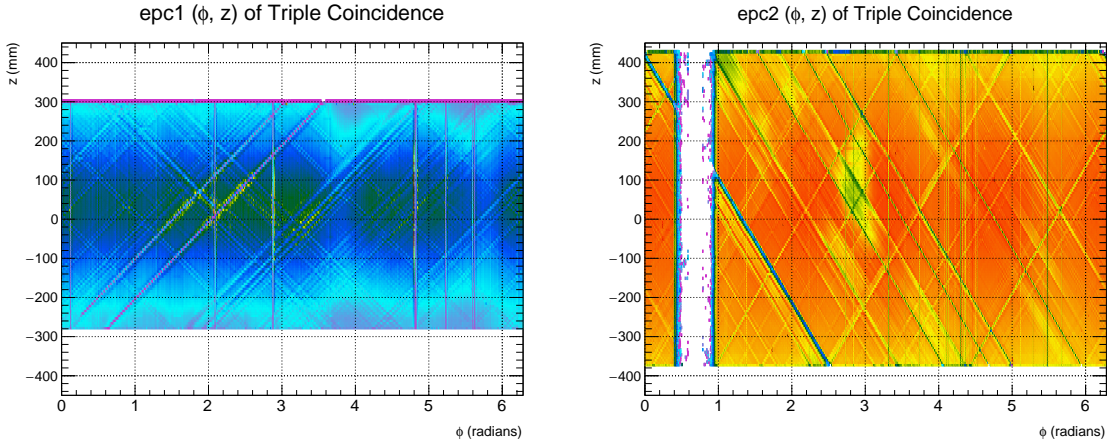 epc1 (ϕ, z) of Triple Coincidence
z (mm)
400
300
200
100
0
−100
−200
−300
−400
0 1 2 3 4 5 6
ϕ (radians)
epc2 (ϕ, z) of Triple Coincidence
z (mm)
400
300
200
100
0
−100
−200
−300
−400
0 1 2 3 4 5 6
ϕ (radians)